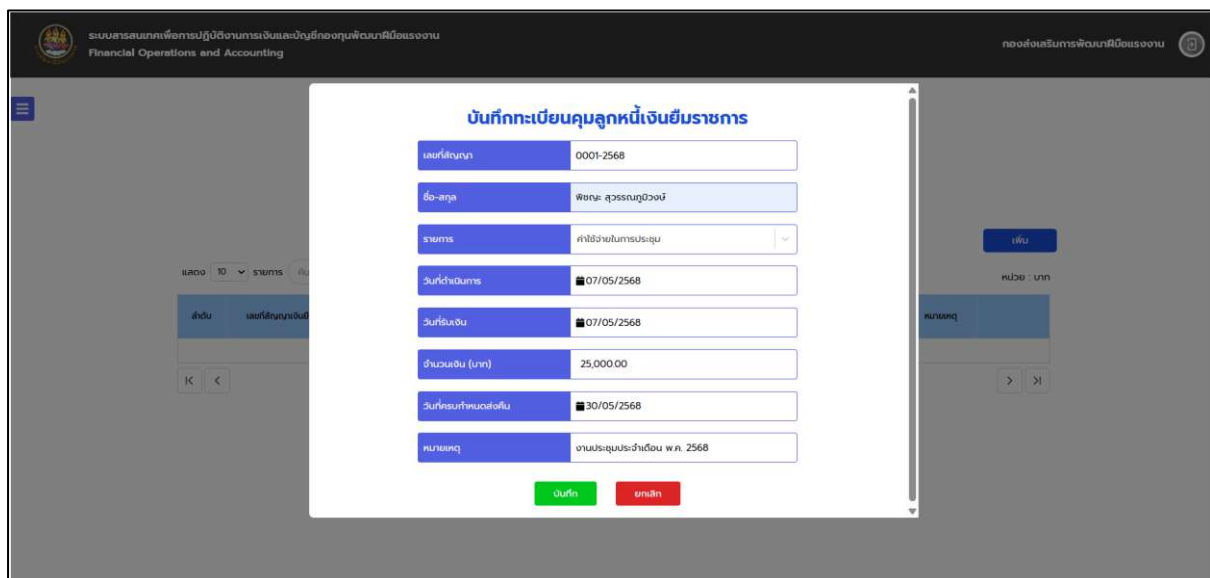 ระบบสารสนเทศเพื่อการปฏิบัติงานการเงินและบัญชีกองทุนพัฒนาฝีมือแรงงาน
Financial Operations and Accounting
กองส่งเสริมการพัฒนาฝีมือแรงงาน
บันทึกทะเบียนคุมลูกหนี้เงินยืมราชการ
เลขที่สัญญา 0001-2568
ชื่อ-สกุล พิชญะ สุวรรณภูมิวงษ์
รายการ ค่าใช้จ่ายในการประชุม
เพิ่ม
แสดง 10 รายการ
หน่วย : บาท
วันที่ดำเนินการ 07/05/2568
ลำดับ เลขที่สัญญาเงินยื
วันที่รับเงิน 07/05/2568
หมายเหตุ
จำนวนเงิน (บาท) 25,000.00
วันที่ครบกำหนดส่งคืน 30/05/2568
หมายเหตุ งานประชุมประจำเดือน พ.ค. 2568
บันทึก ยกเลิก